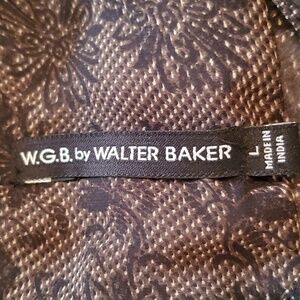 W.G.B. by WALTER BAKER
L
MADE IN
INDIA